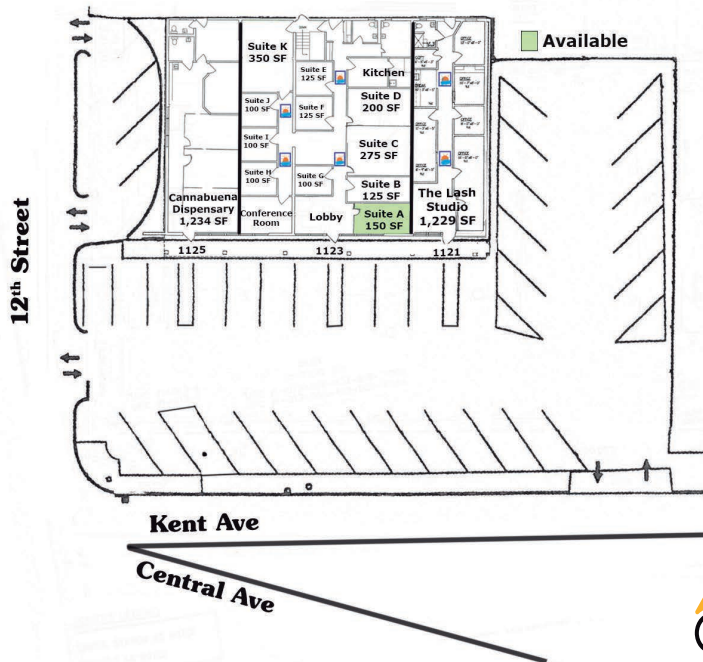 Available
Suite K
350 SF
Suite E
125 SF
Kitchen
Suite D
200 SF
Suite J
100 SF
Suite F
125 SF
Suite I
100 SF
Suite C
275 SF
Suite H
100 SF
Suite G
100 SF
Suite B
125 SF
Cannabuena
Dispensary
1,234 SF
Conference
Room
Lobby
Suite A
150 SF
The Lash
Studio
1,229 SF
1125
1123
1121
12th Street
Kent Ave
Central Ave